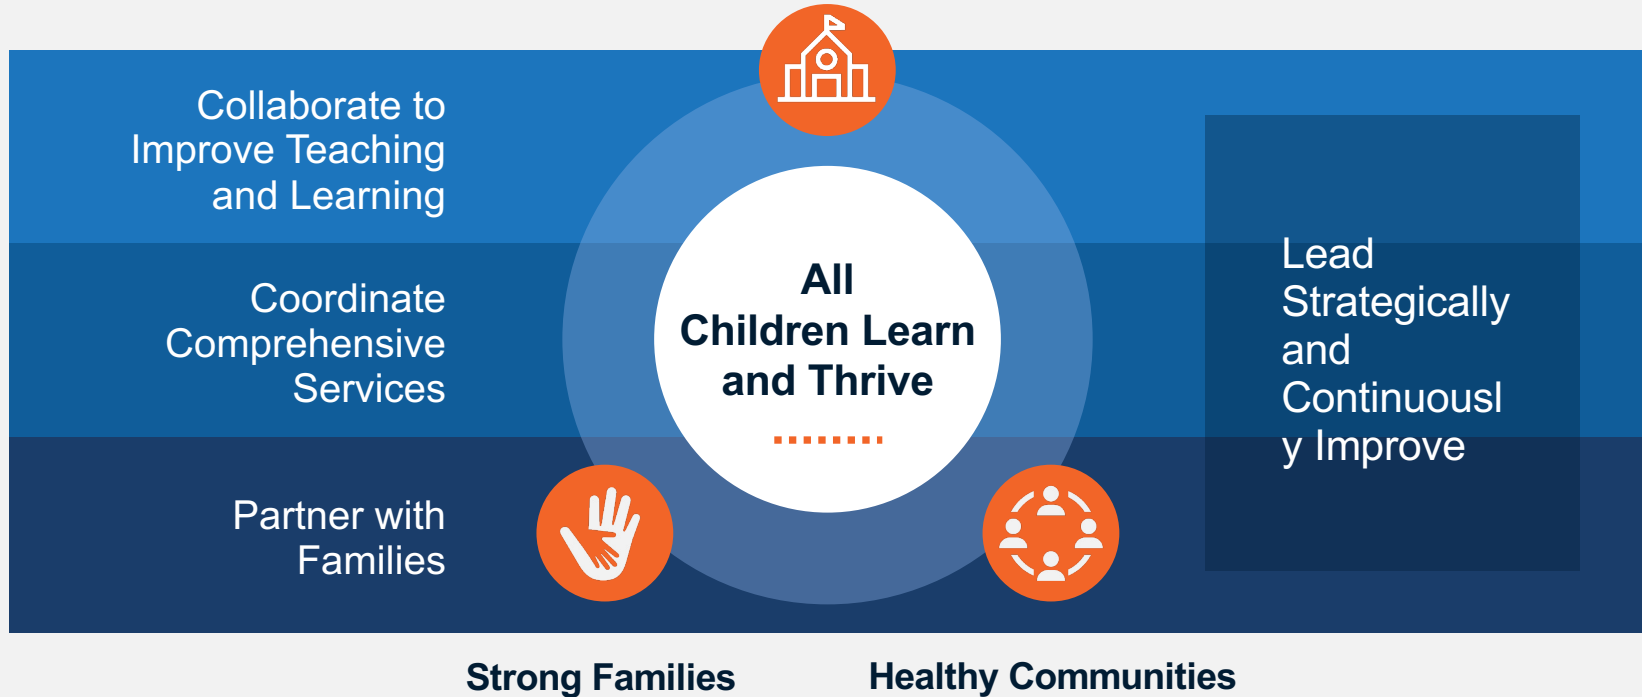 Collaborate to
Improve Teaching
and Learning
Coordinate
Comprehensive
Services
Partner with
Families
All
Children Learn
and Thrive
Lead
Strategically
and
Continuousl
y Improve
Strong Families
Healthy Communities